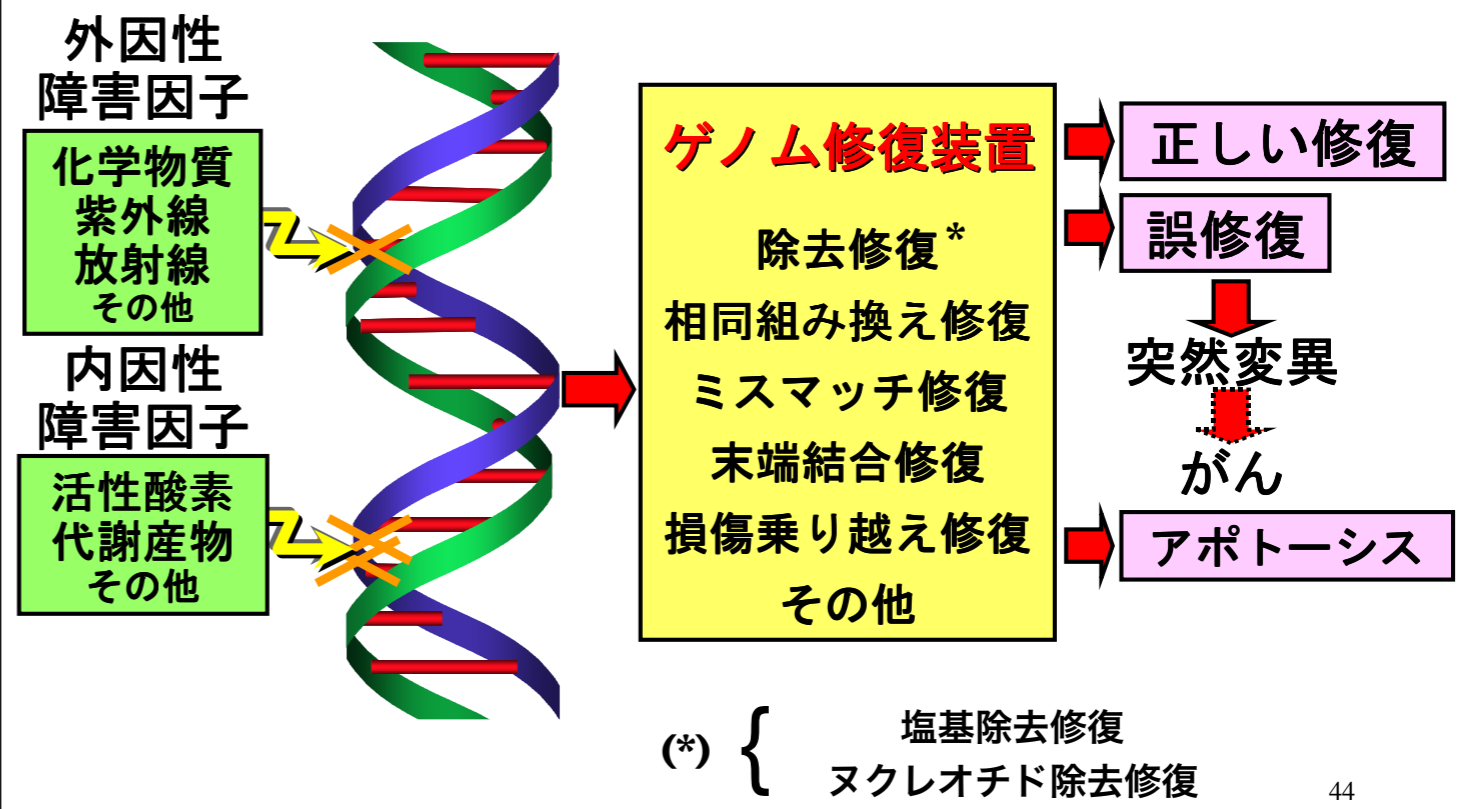 外因性
障害因子
化学物質
紫外線
放射線
その他
内因性
障害因子
活性酸素
代謝産物
その他
ゲノム修復装置
除去修復*
相同組み換え修復
ミスマッチ修復
末端結合修復
損傷乗り越え修復
その他
正しい修復
誤修復
突然変異
がん
アポトーシス
(*) {
塩基除去修復
ヌクレオチド除去修復
44